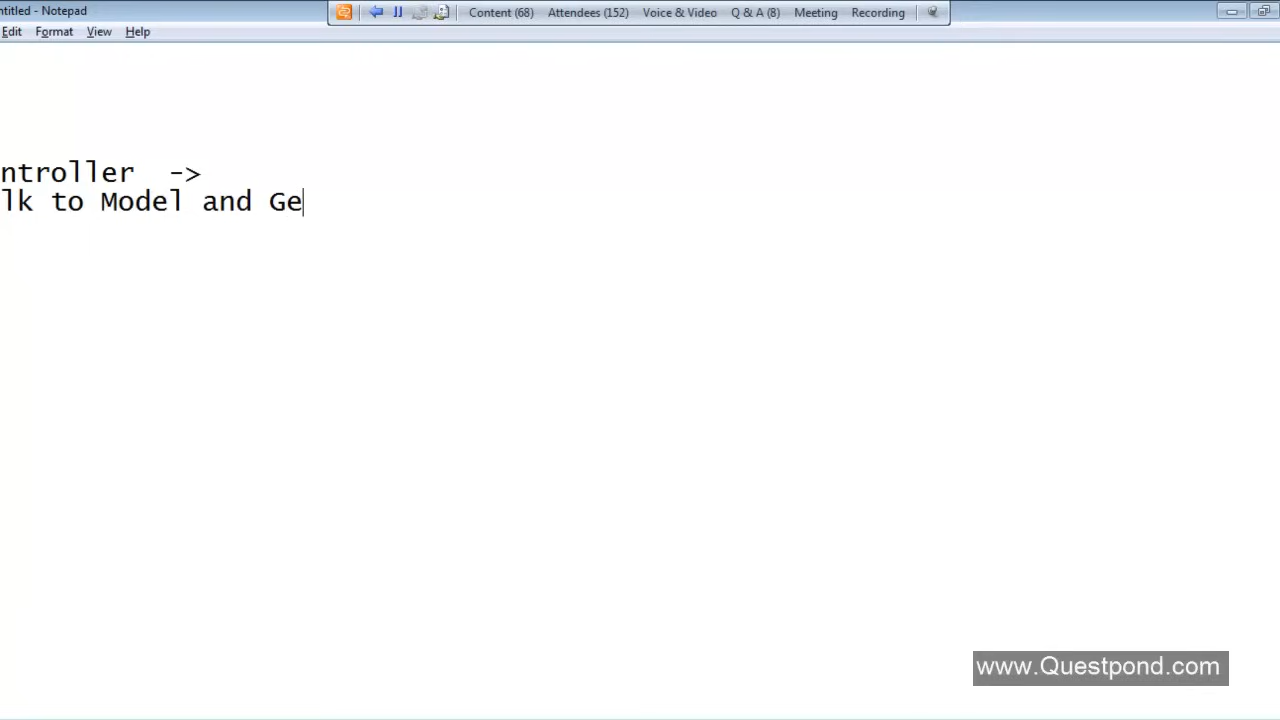 ntitled - Notepad
Content (68) Attendees (152) Voice & Video Q & A (8) Meeting Recording
Edit Format View Help
ntroller ->
lk to Model and Ge
www.Questpond.com